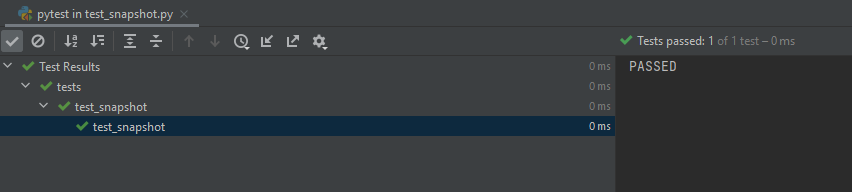 pytest in test_snapshot.py
Tests passed: 1 of 1 test – 0 ms
Test Results 0 ms
tests 0 ms
test_snapshot 0 ms
test_snapshot 0 ms
PASSED